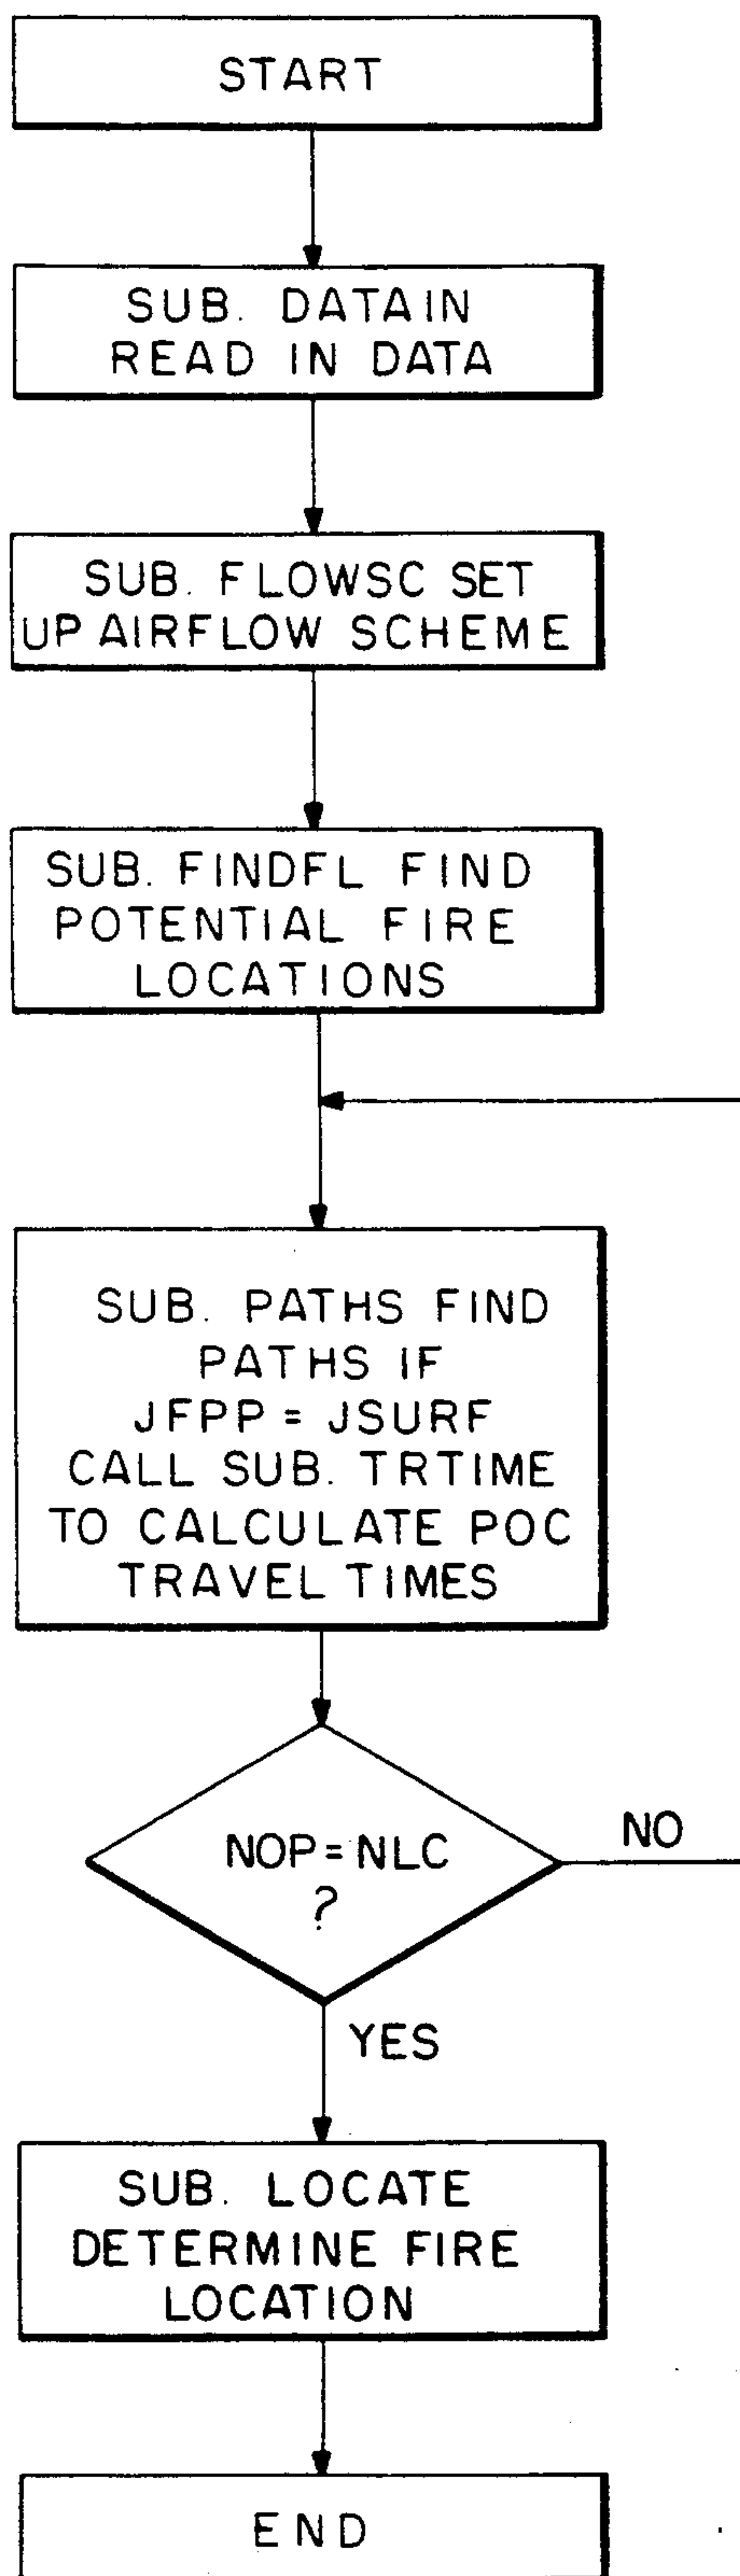 START
SUB. DATAIN
READ IN DATA
SUB. FLOWSC SET
UP AIRFLOW SCHEME
SUB. FINDFL FIND
POTENTIAL FIRE
LOCATIONS
SUB. PATHS FIND
PATHS IF
JFPP = JSURF
CALL SUB. TRTIME
TO CALCULATE POC
TRAVEL TIMES
NOP = NLC
?
NO
YES
SUB. LOCATE
DETERMINE FIRE
LOCATION
END